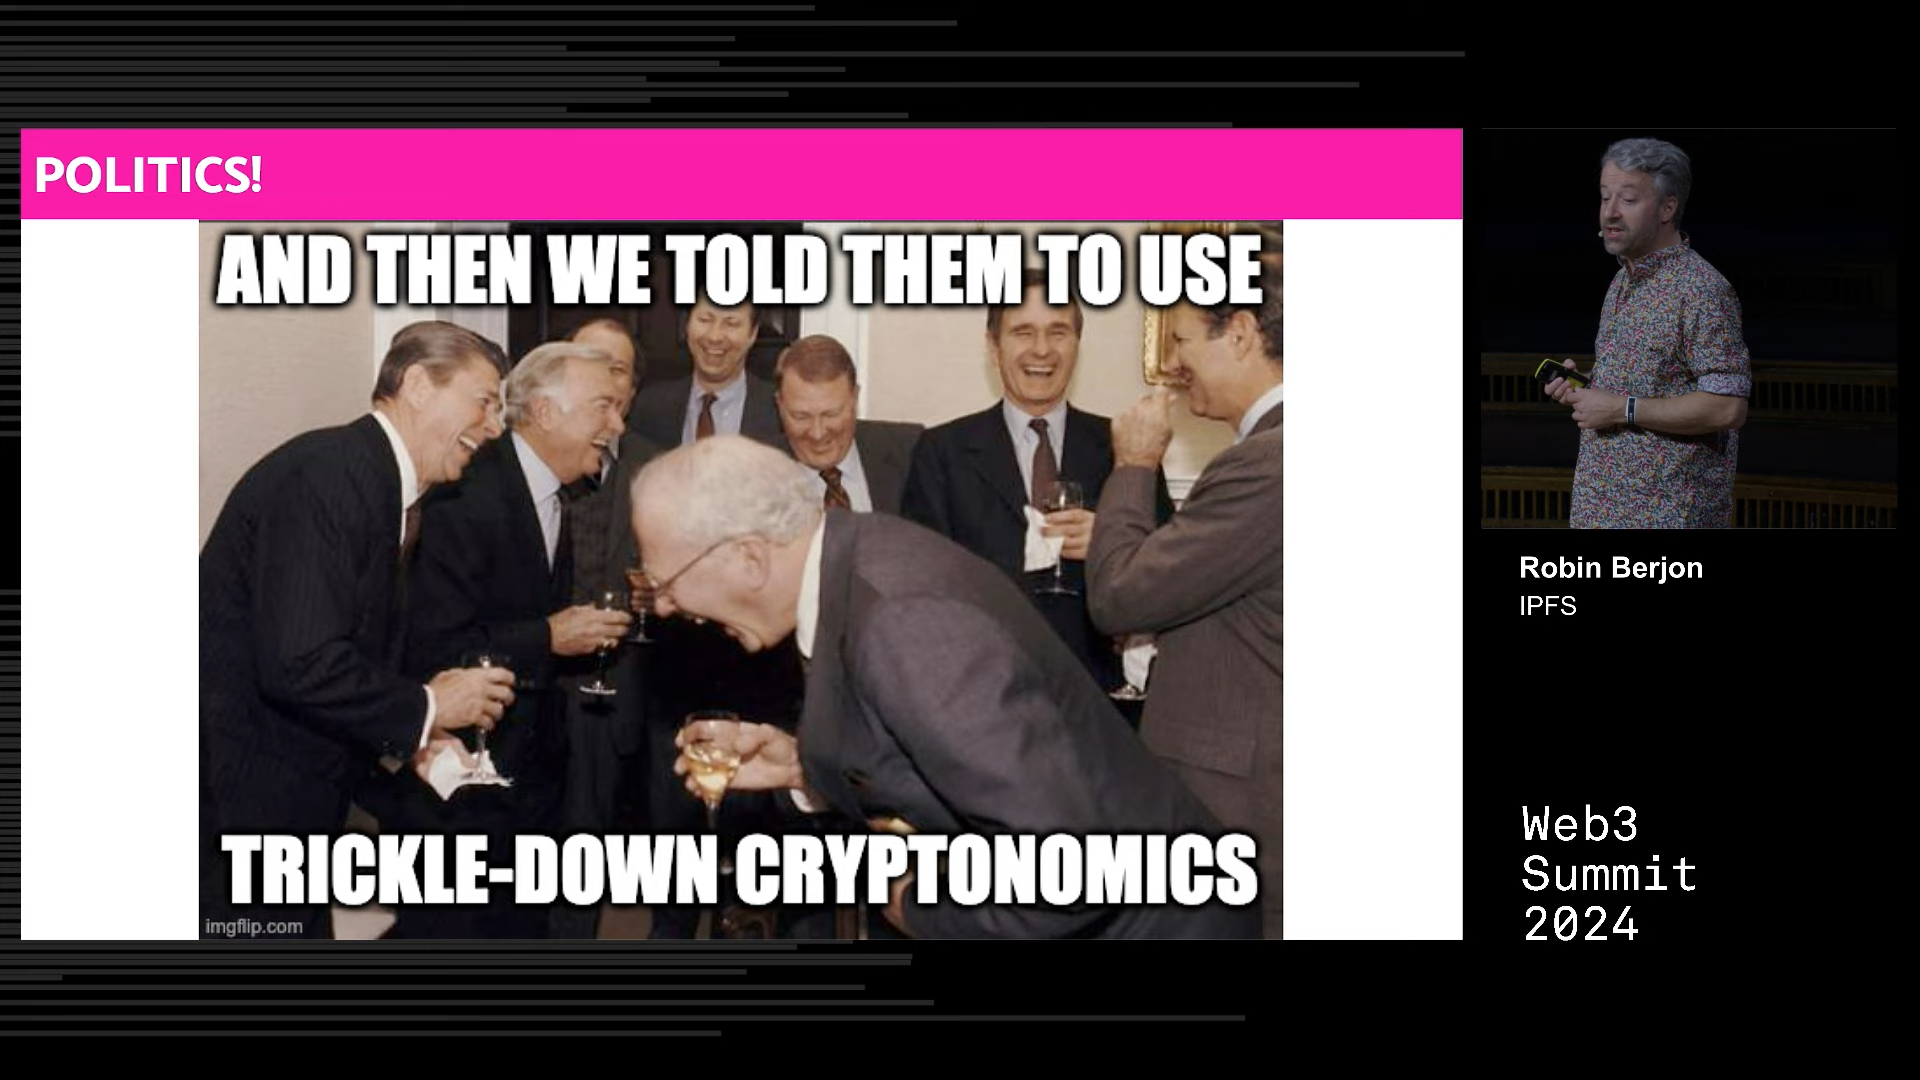 POLITICS!
AND THEN WE TOLD THEM TO USE
TRICKLE-DOWN CRYPTONOMICS
imgflip.com
Robin Berjon
IPFS
Web3
Summit
2024